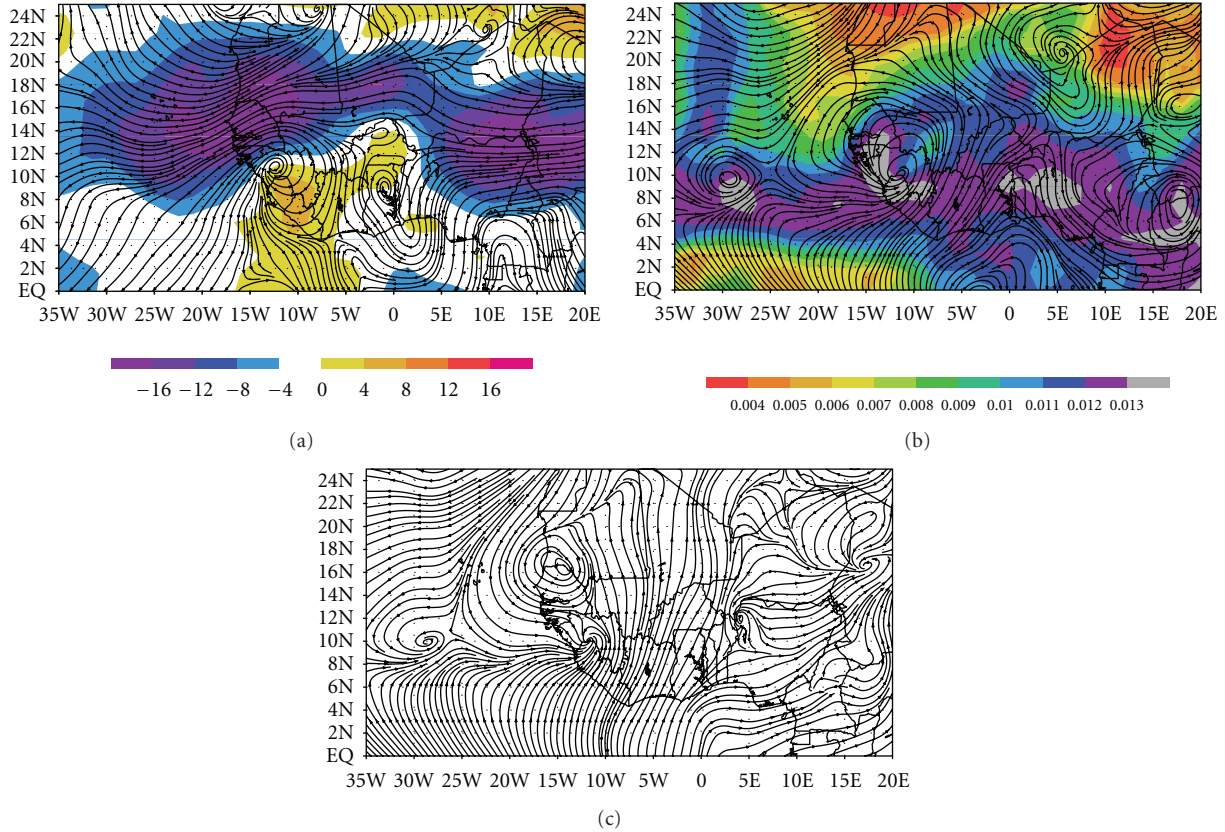 24N
22N
20N
18N
16N
14N
12N
10N
8N
6N
4N
2N
EQ
35W 30W 25W 20W 15W 10W 5W 0 5E 10E 15E 20E
−16 −12 −8 −4 0 4 8 12 16
(a)
24N
22N
20N
18N
16N
14N
12N
10N
8N
6N
4N
2N
EQ
35W 30W 25W 20W 15W 10W 5W 0 5E 10E 15E 20E
0.004 0.005 0.006 0.007 0.008 0.009 0.01 0.011 0.012 0.013
(b)
24N
22N
20N
18N
16N
14N
12N
10N
8N
6N
4N
2N
EQ
35W 30W 25W 20W 15W 10W 5W 0 5E 10E 15E 20E
(c)